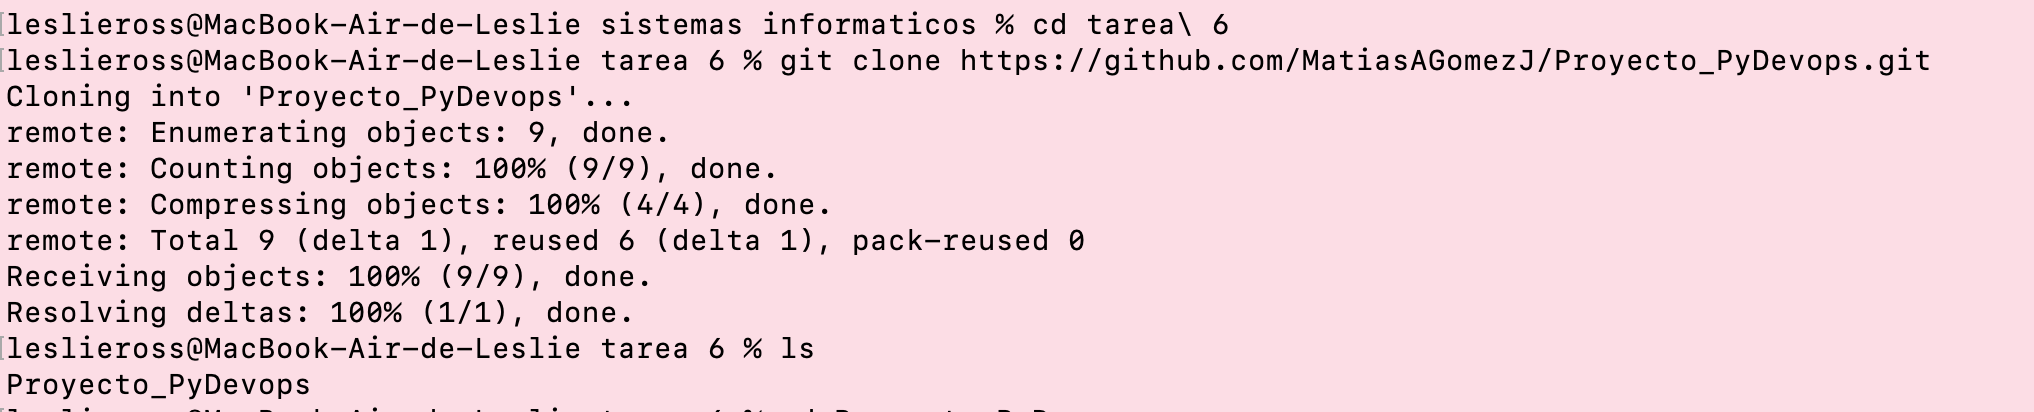 leslieross@MacBook-Air-de-Leslie sistemas informaticos % cd tarea\ 6
leslieross@MacBook-Air-de-Leslie tarea 6 % git clone https://github.com/MatiasAGomezJ/Proyecto_PyDevops.git
Cloning into 'Proyecto_PyDevops'...
remote: Enumerating objects: 9, done.
remote: Counting objects: 100% (9/9), done.
remote: Compressing objects: 100% (4/4), done.
remote: Total 9 (delta 1), reused 6 (delta 1), pack-reused 0
Receiving objects: 100% (9/9), done.
Resolving deltas: 100% (1/1), done.
leslieross@MacBook-Air-de-Leslie tarea 6 % ls
Proyecto_PyDevops